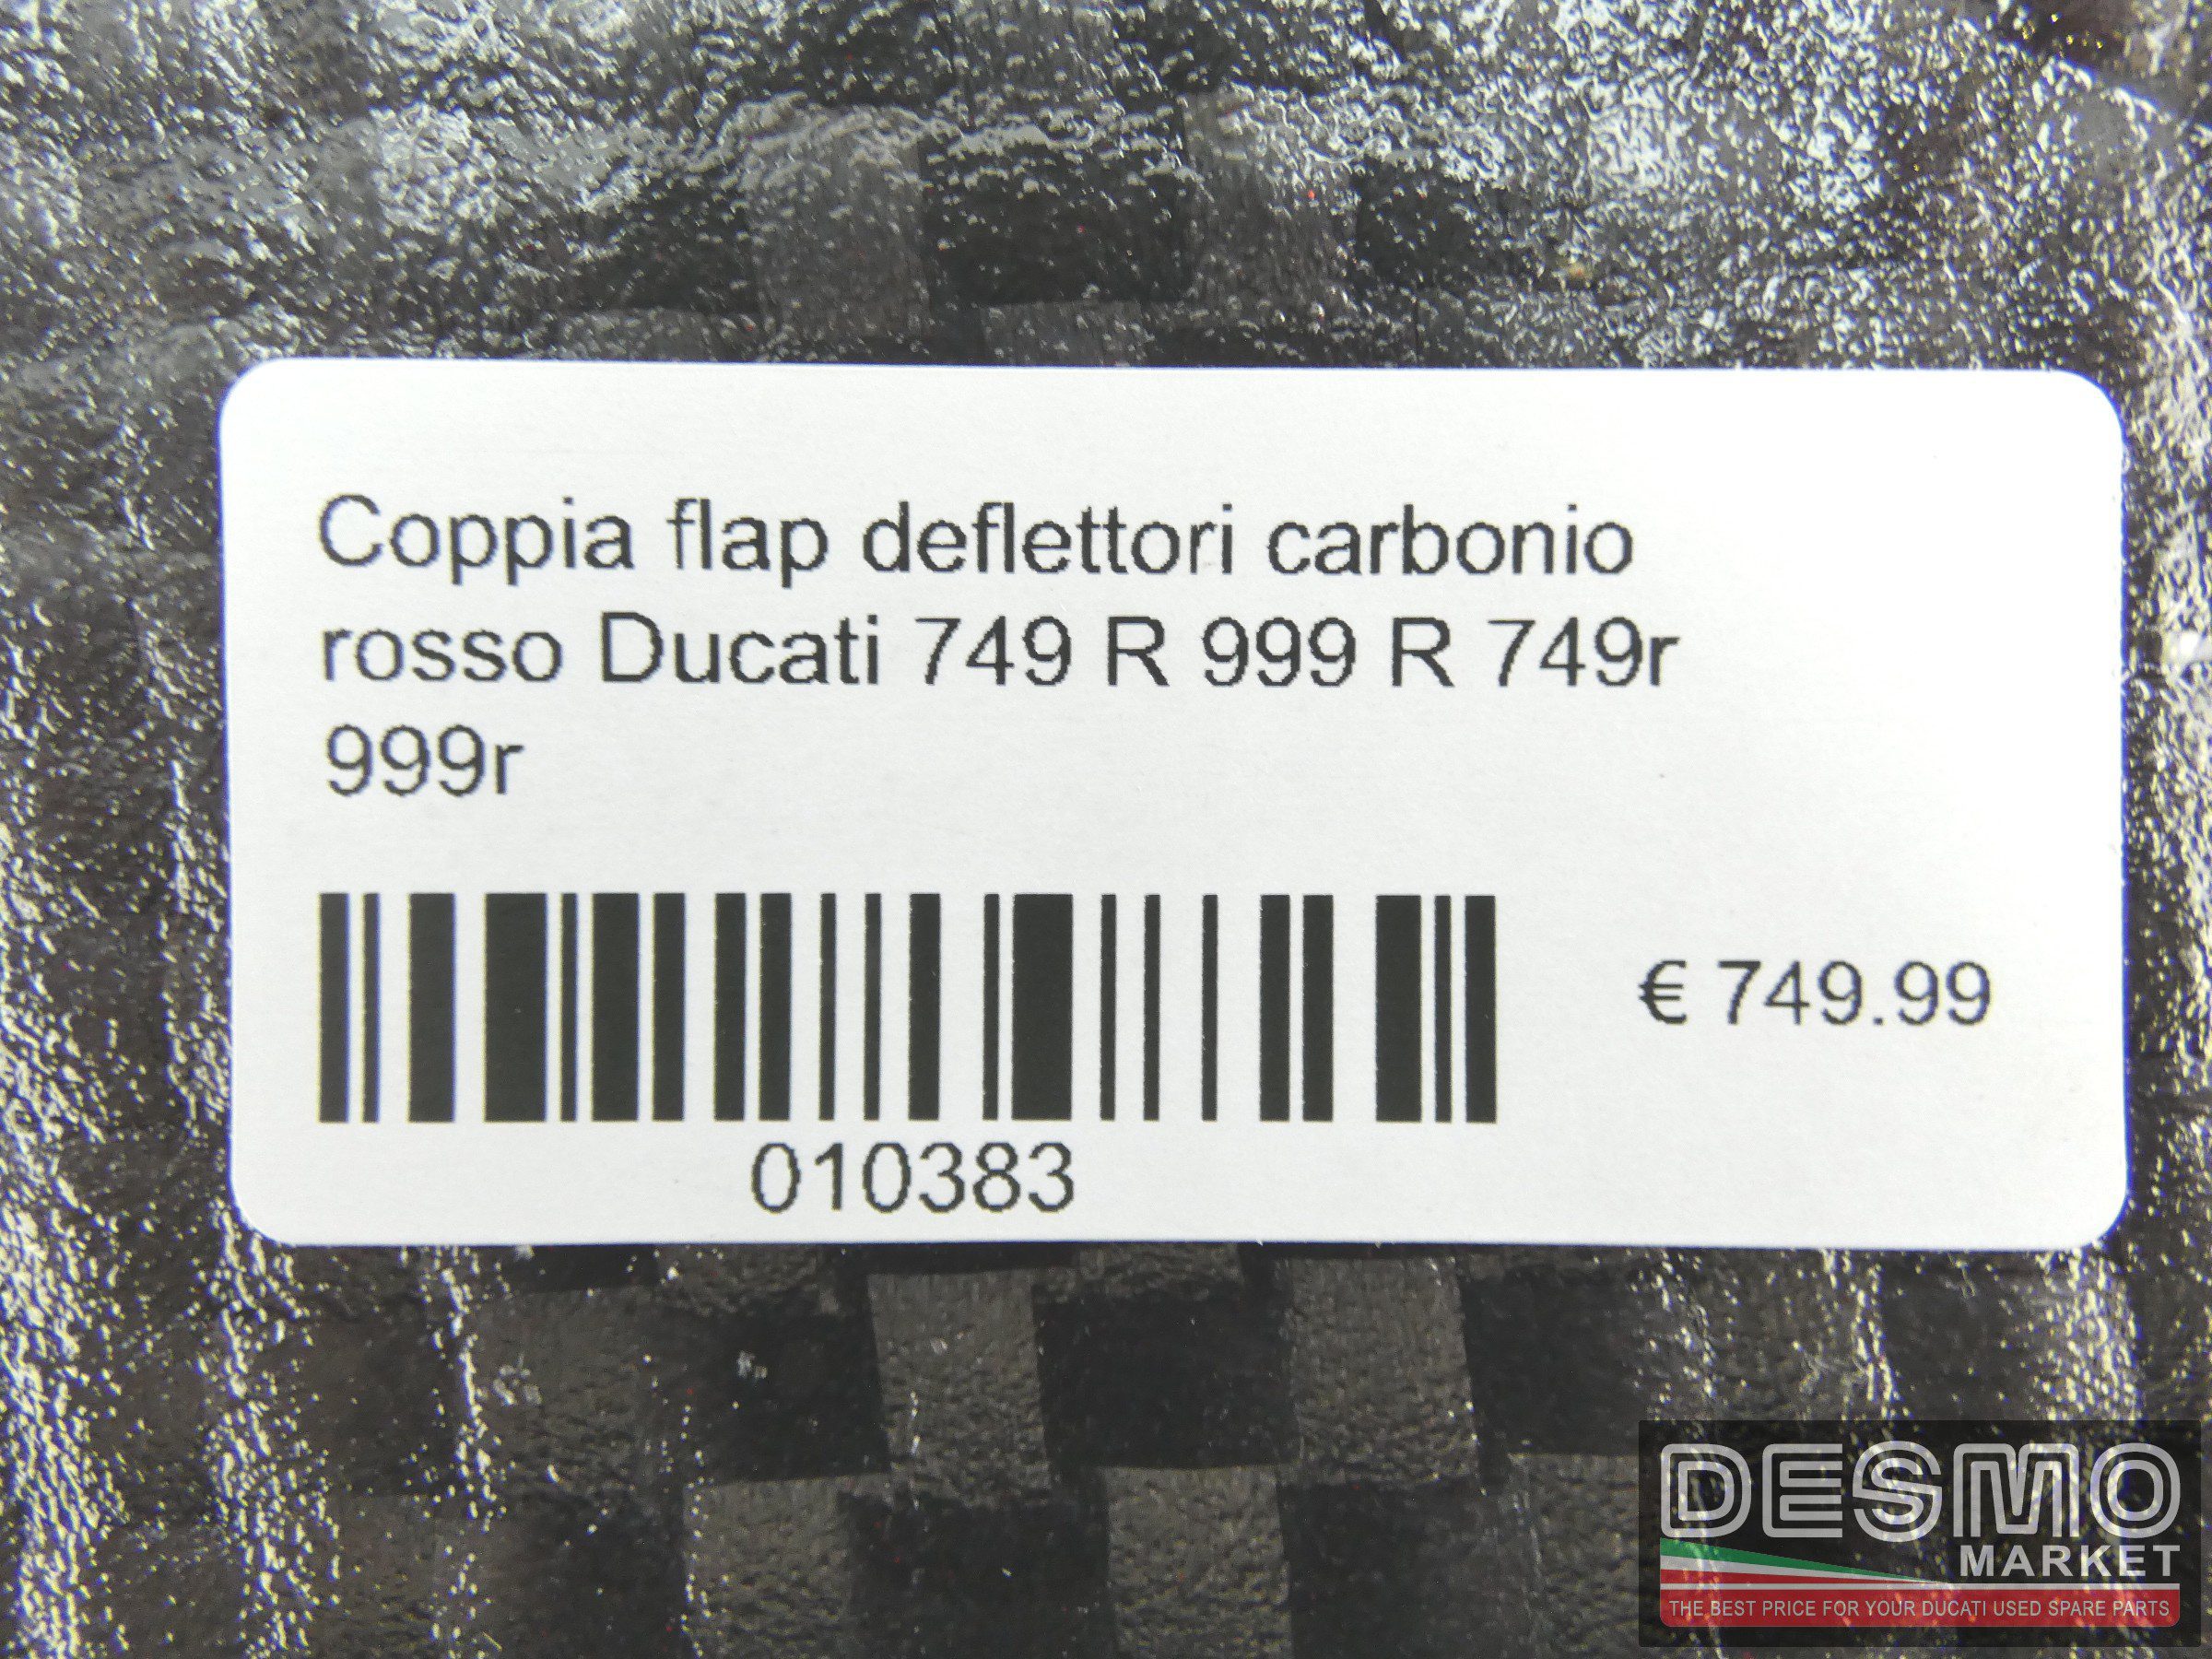 Coppia flap deflettori carbonio
rosso Ducati 749 R 999 R 749r
999r
€ 749.99
010383
DESMO
MARKET
THE BEST PRICE FOR YOUR DUCATI USED SPARE PARTS